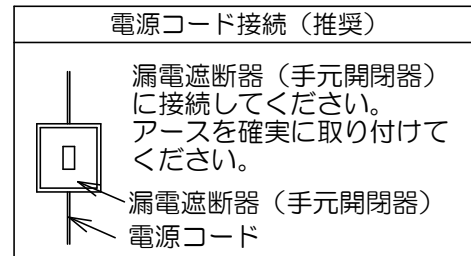 電源コード接続（推奨）
漏電遮断器（手元開閉器）
に接続してください。
アースを確実に取り付けて
ください。
漏電遮断器（手元開閉器）
電源コード